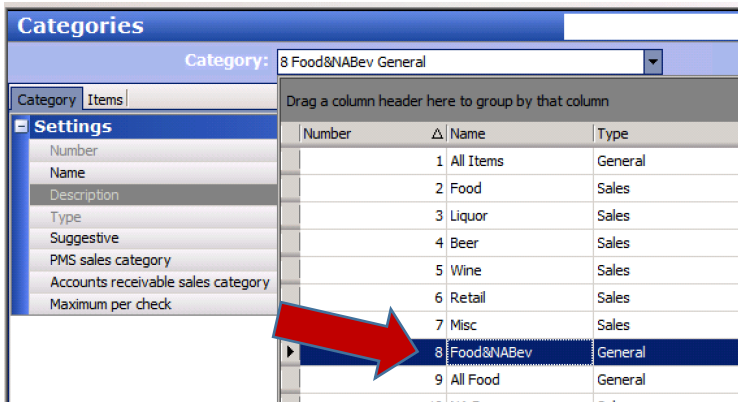 Categories
Category: 8 Food&NABev General
Category Items
Drag a column header here to group by that column
Settings
Number
Name
Description
Type
Suggestive
PMS sales category
Accounts receivable sales category
Maximum per check
Number Name Type
1 All Items General
2 Food Sales
3 Liquor Sales
4 Beer Sales
5 Wine Sales
6 Retail Sales
7 Misc Sales
8 Food&NABev General
9 All Food General